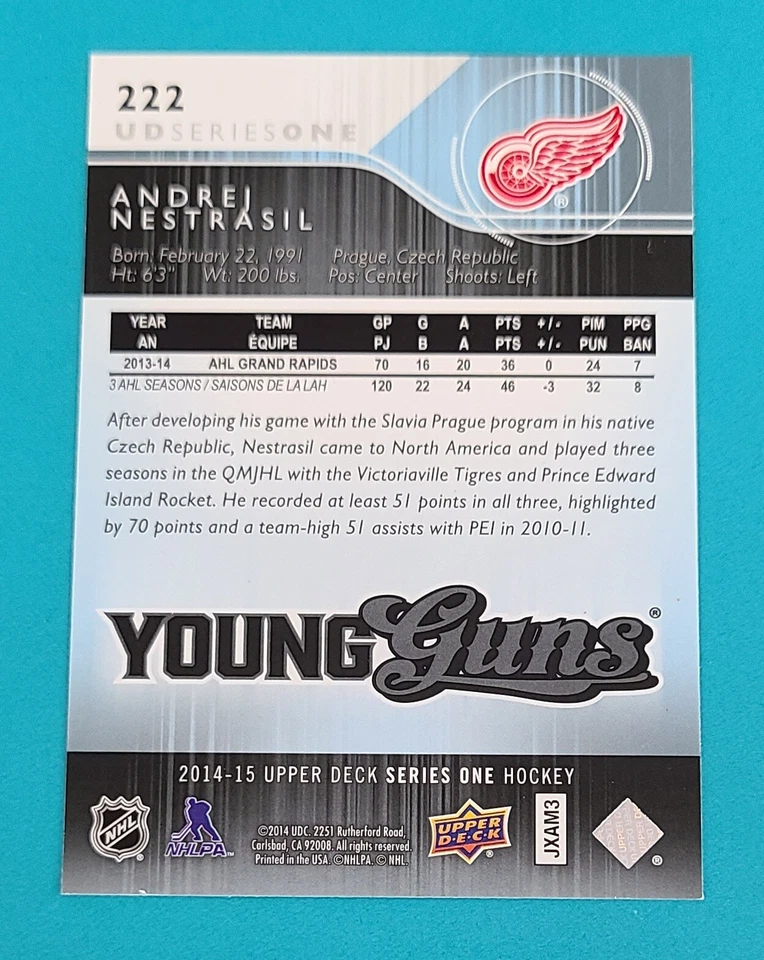 222
UD SERIES ONE
®
ANDREJ
NESTRASIL
Born: February 22, 1991 Prague, Czech Republic
Ht: 6'3" Wt: 200 lbs. Pos: Center Shoots: Left
YEAR TEAM GP G A PTS +/- PIM PPG
AN ÉQUIPE PJ B A PTS +/- PUN BAN
2013-14 AHL GRAND RAPIDS 70 16 20 36 0 24 7
3 AHL SEASONS / SAISONS DE LA LAH 120 22 24 46 -3 32 8
After developing his game with the Slavia Prague program in his native
Czech Republic, Nestrasil came to North America and played three
seasons in the QMJHL with the Victoriaville Tigres and Prince Edward
Island Rocket. He recorded at least 51 points in all three, highlighted
by 70 points and a team-high 51 assists with PEI in 2010-11.
YOUNG Guns®
2014-15 UPPER DECK SERIES ONE HOCKEY
NHL
NHLPA
©2014 UDC. 2251 Rutherford Road,
Carlsbad, CA 92008. All rights reserved.
Printed in the USA. ©NHLPA. © NHL.
UPPER
DECK
®
JXAM3
UPPER DECK
®